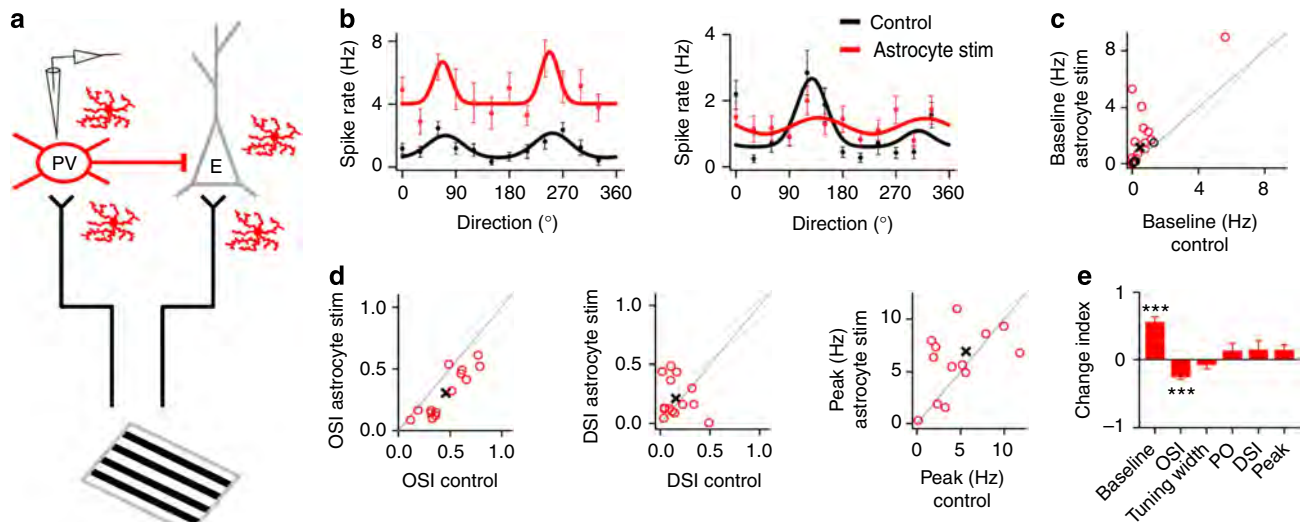 a
PV
E
b
Spike rate (Hz)
8
4
0
0 90 180 270 360
Direction (°)
Spike rate (Hz)
4
2
0
0 90 180 270 360
Direction (°)
Control
Astrocyte stim
c
Baseline (Hz)
astrocyte stim
8
4
0
0 4 8
Baseline (Hz)
control
d
OSI astrocyte stim
1.0
0.5
0.0
0.0 0.5 1.0
OSI control
DSI astrocyte stim
1.0
0.5
0.0
0.0 0.5 1.0
DSI control
Peak (Hz)
astrocyte stim
10
5
0
0 5 10
Peak (Hz)
control
e
Change index
1
0
−1
***
***
Baseline
OSI
Tuning width
PO
DSI
Peak